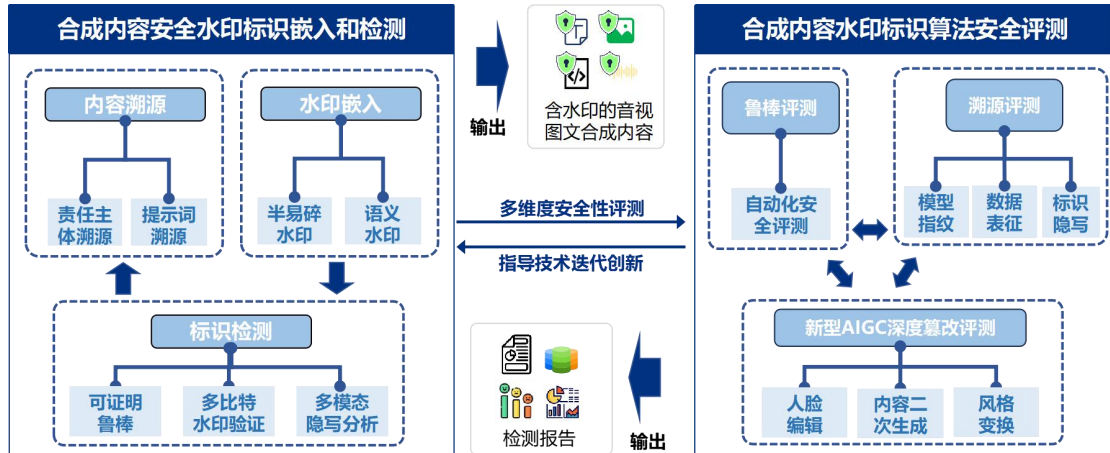 合成内容安全水印标识嵌入和检测
内容溯源
责任主
体溯源
提示词
溯源
水印嵌入
半易碎
水印
语义
水印
标识检测
可证明
鲁棒
多比特
水印验证
多模态
隐写分析
输出
含水印的音视
图文合成内容
多维度安全性评测
指导技术迭代创新
检测报告
输出
合成内容水印标识算法安全评测
鲁棒评测
自动化安
全评测
溯源评测
模型
指纹
数据
表征
标识
隐写
新型AIGC深度篡改评测
人脸
编辑
内容二
次生成
风格
变换